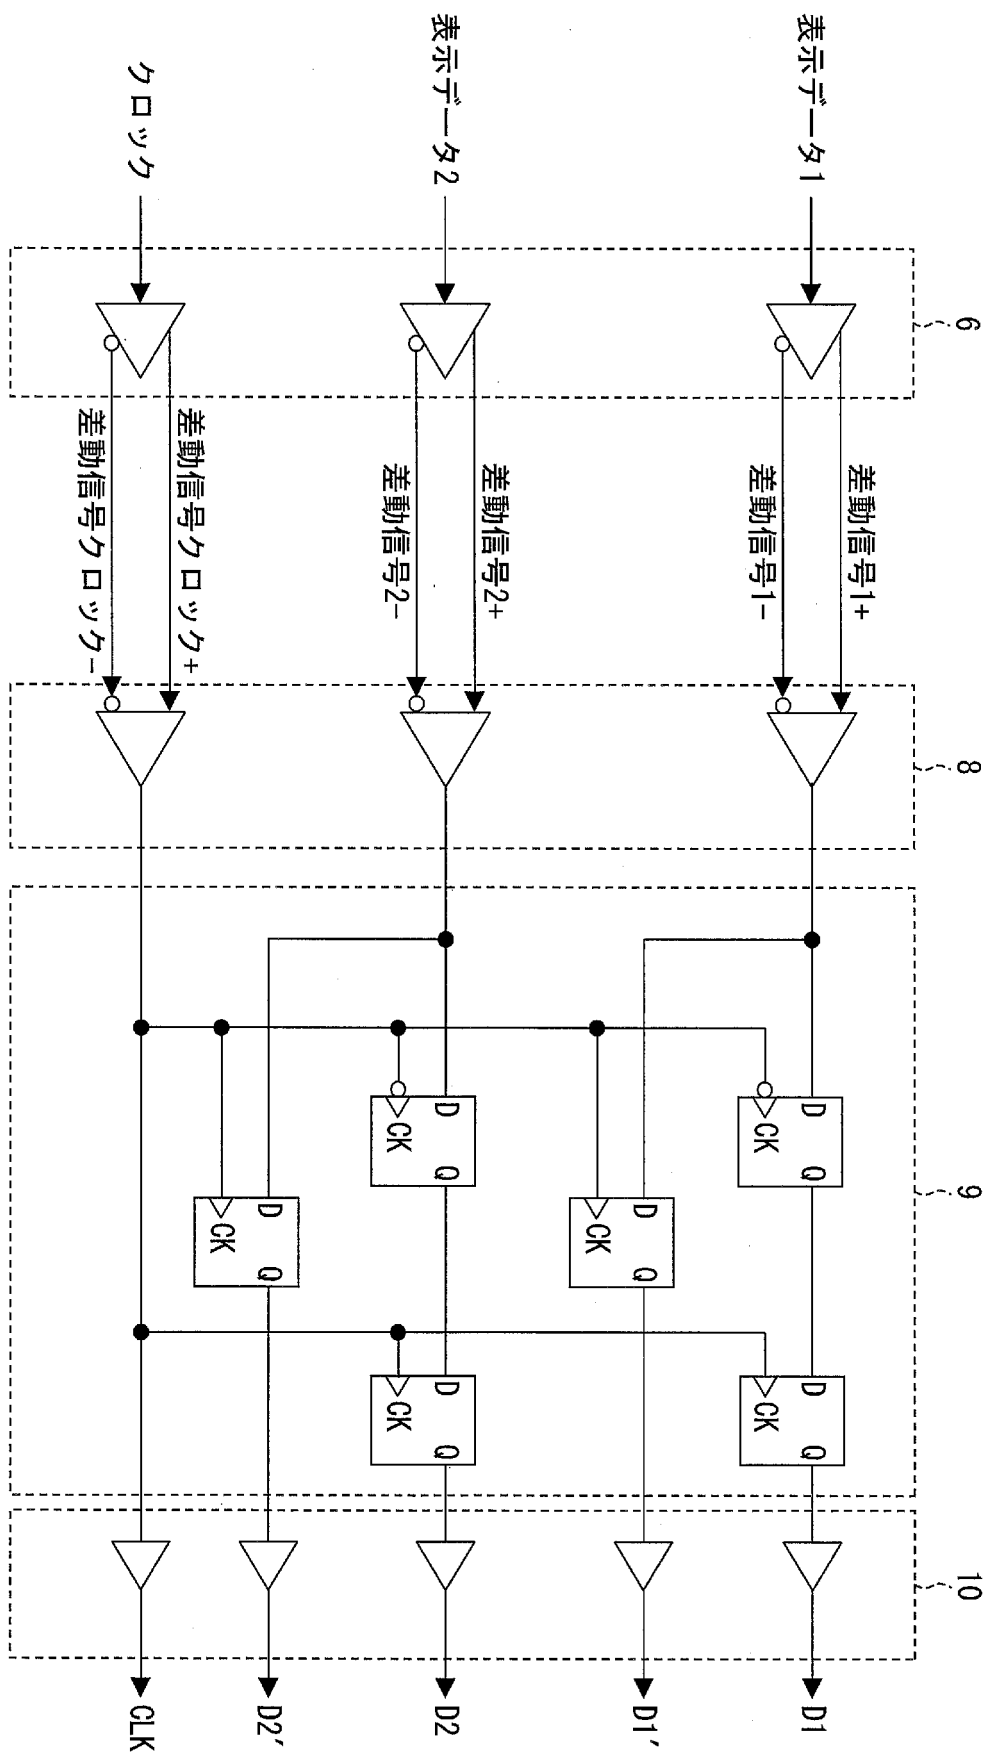 表示データ1
表示データ2
クロック
6
差動信号1+
差動信号1-
差動信号2+
差動信号2-
差動信号クロック+
差動信号クロック-
8
9
D
CK
Q
D
CK
Q
D
CK
Q
D
CK
Q
D
CK
Q
D
CK
Q
10
D1
D1'
D2
D2'
CLK